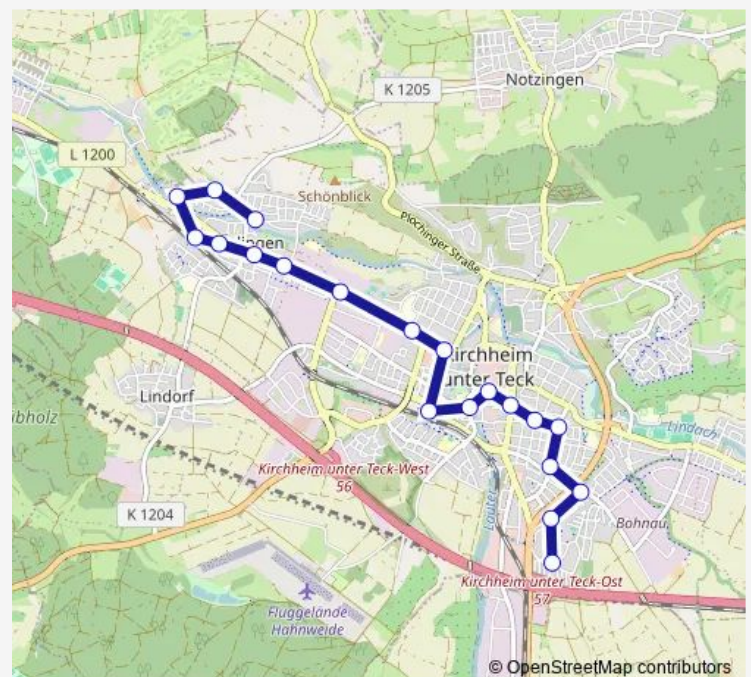 Notzingen
K 1205
L 1200
Schönblick
Plochinger Straße
lingen
Kirchheim
unter Teck
Lindorf
Lindach
Kirchheim unter Teck-West
56
Lauter
K 1204
Bohnau
Kirchheim unter Teck-Ost
57
Fluggelände
Hahnweide
© OpenStreetMap contributors